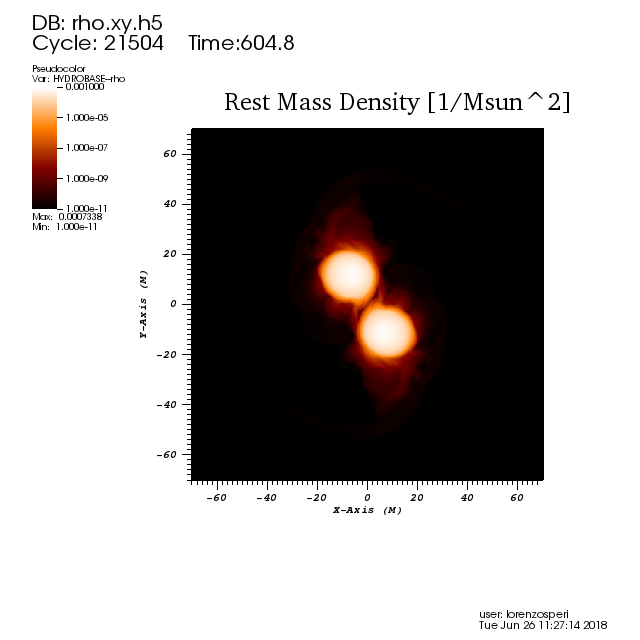 DB: rho.xy.h5
Cycle: 21504 Time:604.8
Pseudocolor
Var: HYDROBASE--rho
0.001000
1.000e-05
1.000e-07
1.000e-09
1.000e-11
Max: 0.0007338
Min: 1.000e-11
Rest Mass Density [1/Msun^2]
60
40
20
0
-20
-40
-60
Y-Axis (M)
-60 -40 -20 0 20 40 60
X-Axis (M)
user: lorenzosperi
Tue Jun 26 11:27:14 2018